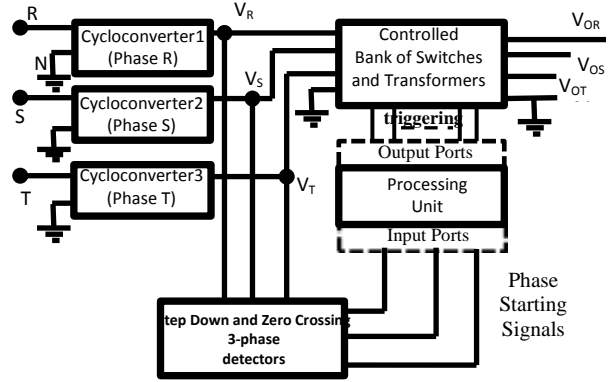 R
Cycloconverter1
(Phase R)
N
V_R
Controlled
Bank of Switches
and Transformers
V_OR
V_OS
V_OT
S
Cycloconverter2
(Phase S)
V_S
triggering
Output Ports
T
Cycloconverter3
(Phase T)
V_T
Processing
Unit
Input Ports
Phase
Starting
Signals
tep Down and Zero Crossing
3-phase
detectors